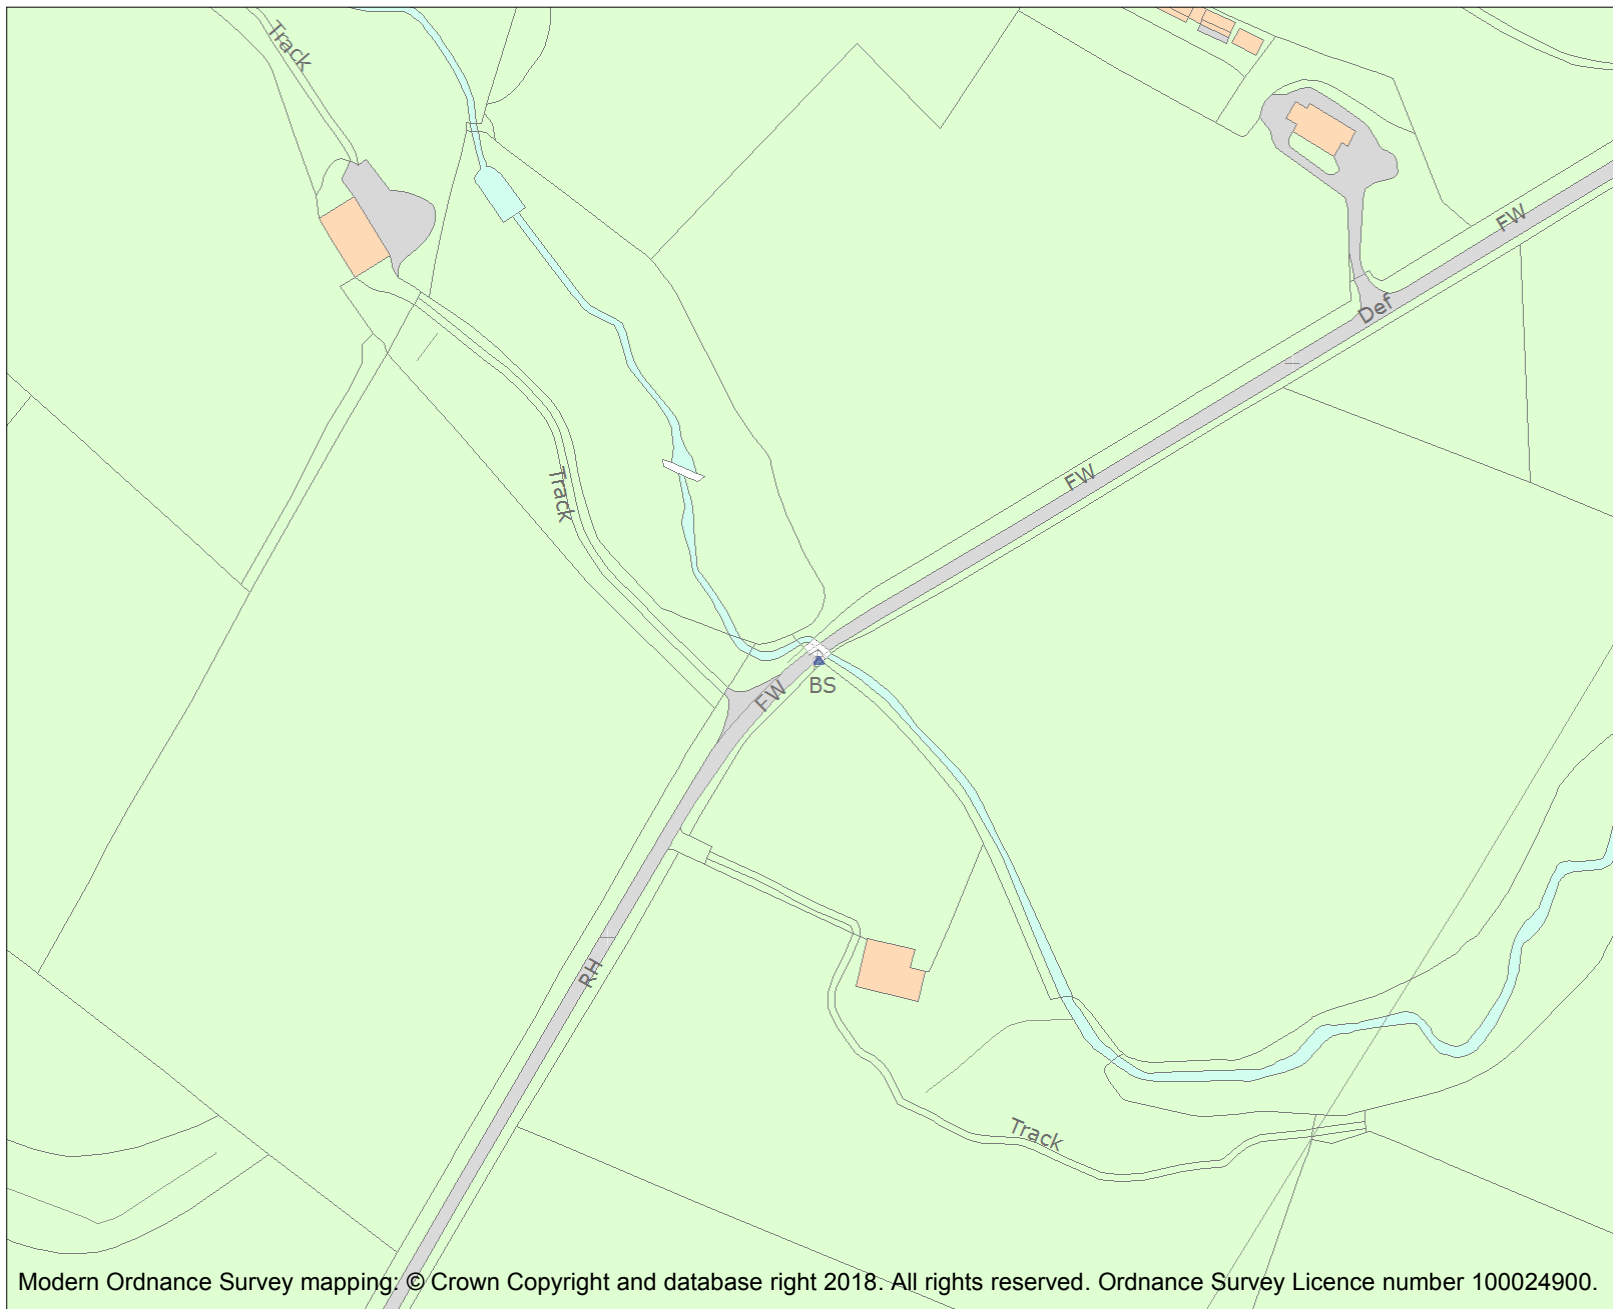 Track
FW
Def
FW
Track
BS
FW
RH
Track
Modern Ordnance Survey mapping: © Crown Copyright and database right 2018. All rights reserved. Ordnance Survey Licence number 100024900.